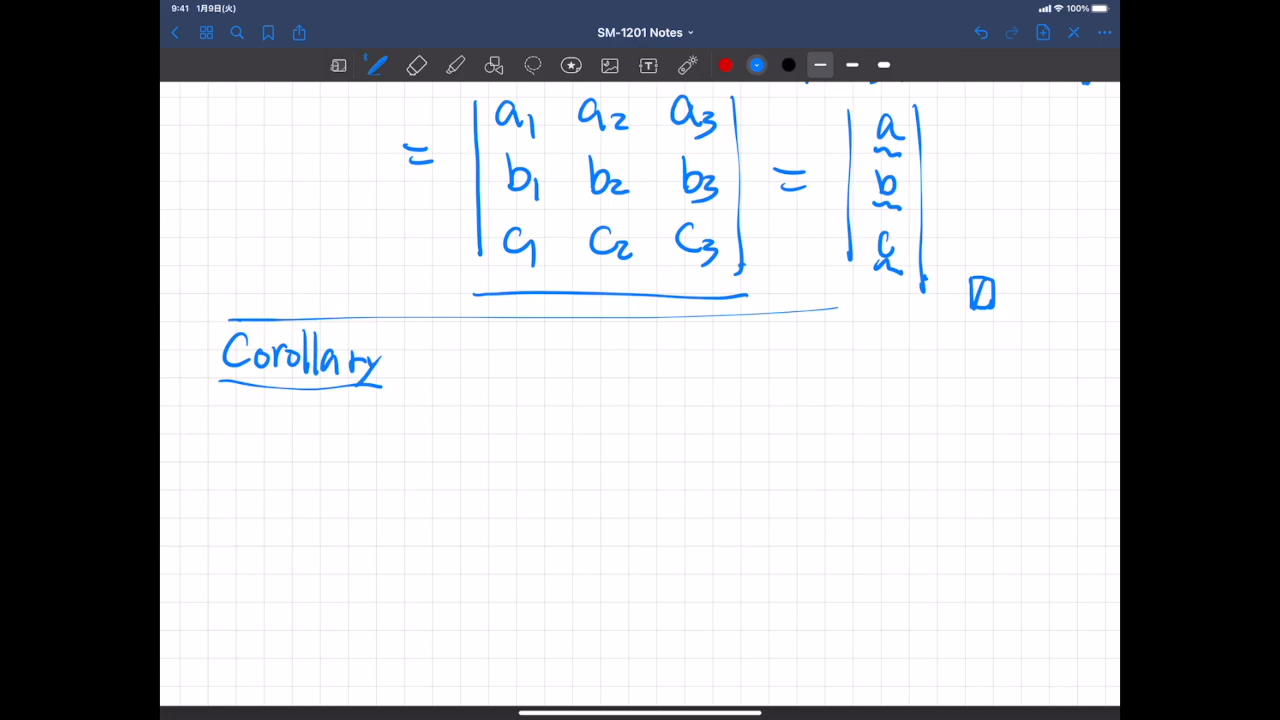 9:41 1月9日(火) 100%
SM-1201 Notes
= | a1 a2 a3 | = | a |
| b1 b2 b3 | | b |
| c1 c2 c3 | | c |
Corollary